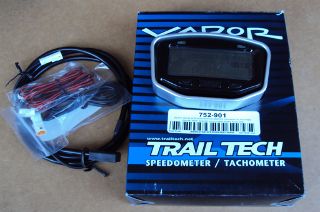 VAPOR
752-901
www.trailtech.net
TRAIL TECH
SPEEDOMETER / TACHOMETER